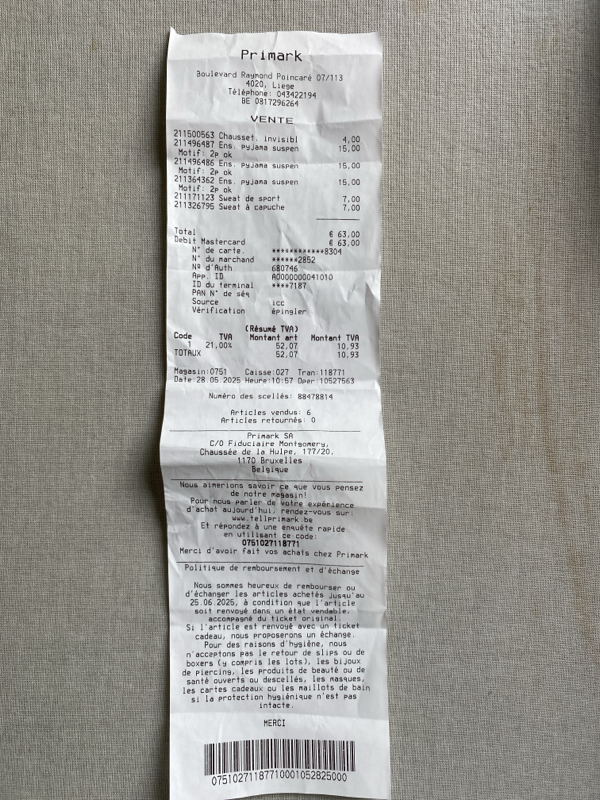 Primark
Boulevard Raymond Poincaré 07/113
4020, Liege
Téléphone: 043422194
BE 0817296264
VENTE
211500563 Chausset. invisibl 4,00
211496487 Ens. pyjama suspen 15,00
Motif: 2p ok
211496486 Ens. pyjama suspen 15,00
Motif: 2p ok
211364362 Ens. pyjama suspen 15,00
Motif: 2p ok
211171123 Sweat de sport 7,00
211326795 Sweat à capuche 7,00
Total € 63,00
Debit Mastercard € 63,00
N° de carte. ************8304
N° du marchand ******2852
Nº d'Auth 680746
App. ID A0000000041010
ID du terminal ****7187
PAN N° de séq
Source icc
Vérification épingler
(Résumé TVA)
Code TVA Montant art Montant TVA
1 21,00% 52,07 10,93
TOTAUX 52,07 10,93
Magasin:0751 Caisse:027 Tran:118771
Date:28.05.2025 Heure:10:57 Oper:10527563
Numéro des scellés: 88478814
Articles vendus: 6
Articles retournés: 0
Primark SA
C/O Fiduciaire Montgomery,
Chaussée de la Hulpe, 177/20,
1170 Bruxelles
Belgique
Nous aimerions savoir ce que vous pensez
de notre magasin!
Pour nous parler de votre expérience
d'achat aujourd'hui, rendez-vous sur:
www.tellprimark.be
Et répondez à une enquête rapide
en utilisant ce code:
0751027118771
Merci d'avoir fait vos achats chez Primark
Politique de remboursement et d'échange
Nous sommes heureux de rembourser ou
d'échanger les articles achetés jusqu'au
25.06.2025, à condition que l'article
soit renvoyé dans un état vendable,
accompagné du ticket original.
Si l'article est renvoyé avec un ticket
cadeau, nous proposerons un échange.
Pour des raisons d'hygiène, nous
n'acceptons pas le retour de slips ou de
boxers (y compris les lots), les bijoux
de piercing, les produits de beauté ou de
santé ouverts ou descellés, les masques,
les cartes cadeaux ou les maillots de bain
si la protection hygiénique n'est pas
intacte.
MERCI
07510271187710001052825000